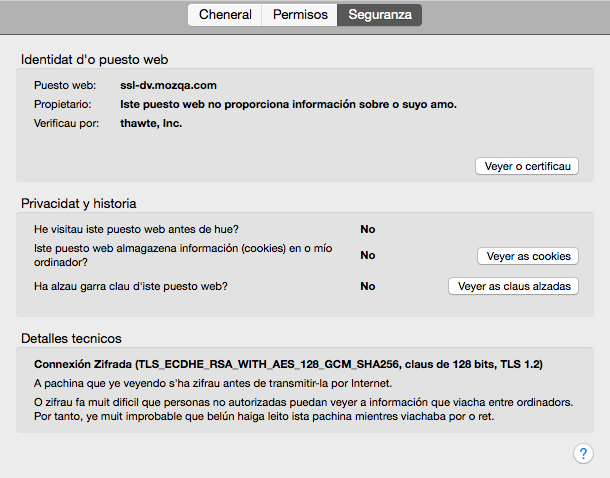 Cheneral Permisos Seguranza
Identidat d'o puesto web
Puesto web: ssl-dv.mozqa.com
Propietario: Iste puesto web no proporciona información sobre o suyo amo.
Verificau por: thawte, Inc.
Veyer o certificau
Privacidat y historia
He visitau iste puesto web antes de hue? No
Iste puesto web almagazena información (cookies) en o mío
ordinador? No Veyer as cookies
Ha alzau garra clau d'iste puesto web? No Veyer as claus alzadas
Detalles tecnicos
Connexión Zifrada (TLS_ECDHE_RSA_WITH_AES_128_GCM_SHA256, claus de 128 bits, TLS 1.2)
A pachina que ye veyendo s'ha zifrau antes de transmitir-la por Internet.
O zifrau fa muit dificil que personas no autorizadas puedan veyer a información que viacha entre ordinadors.
Por tanto, ye muit improbable que belún haiga leito ista pachina mientres viachaba por o ret.
?